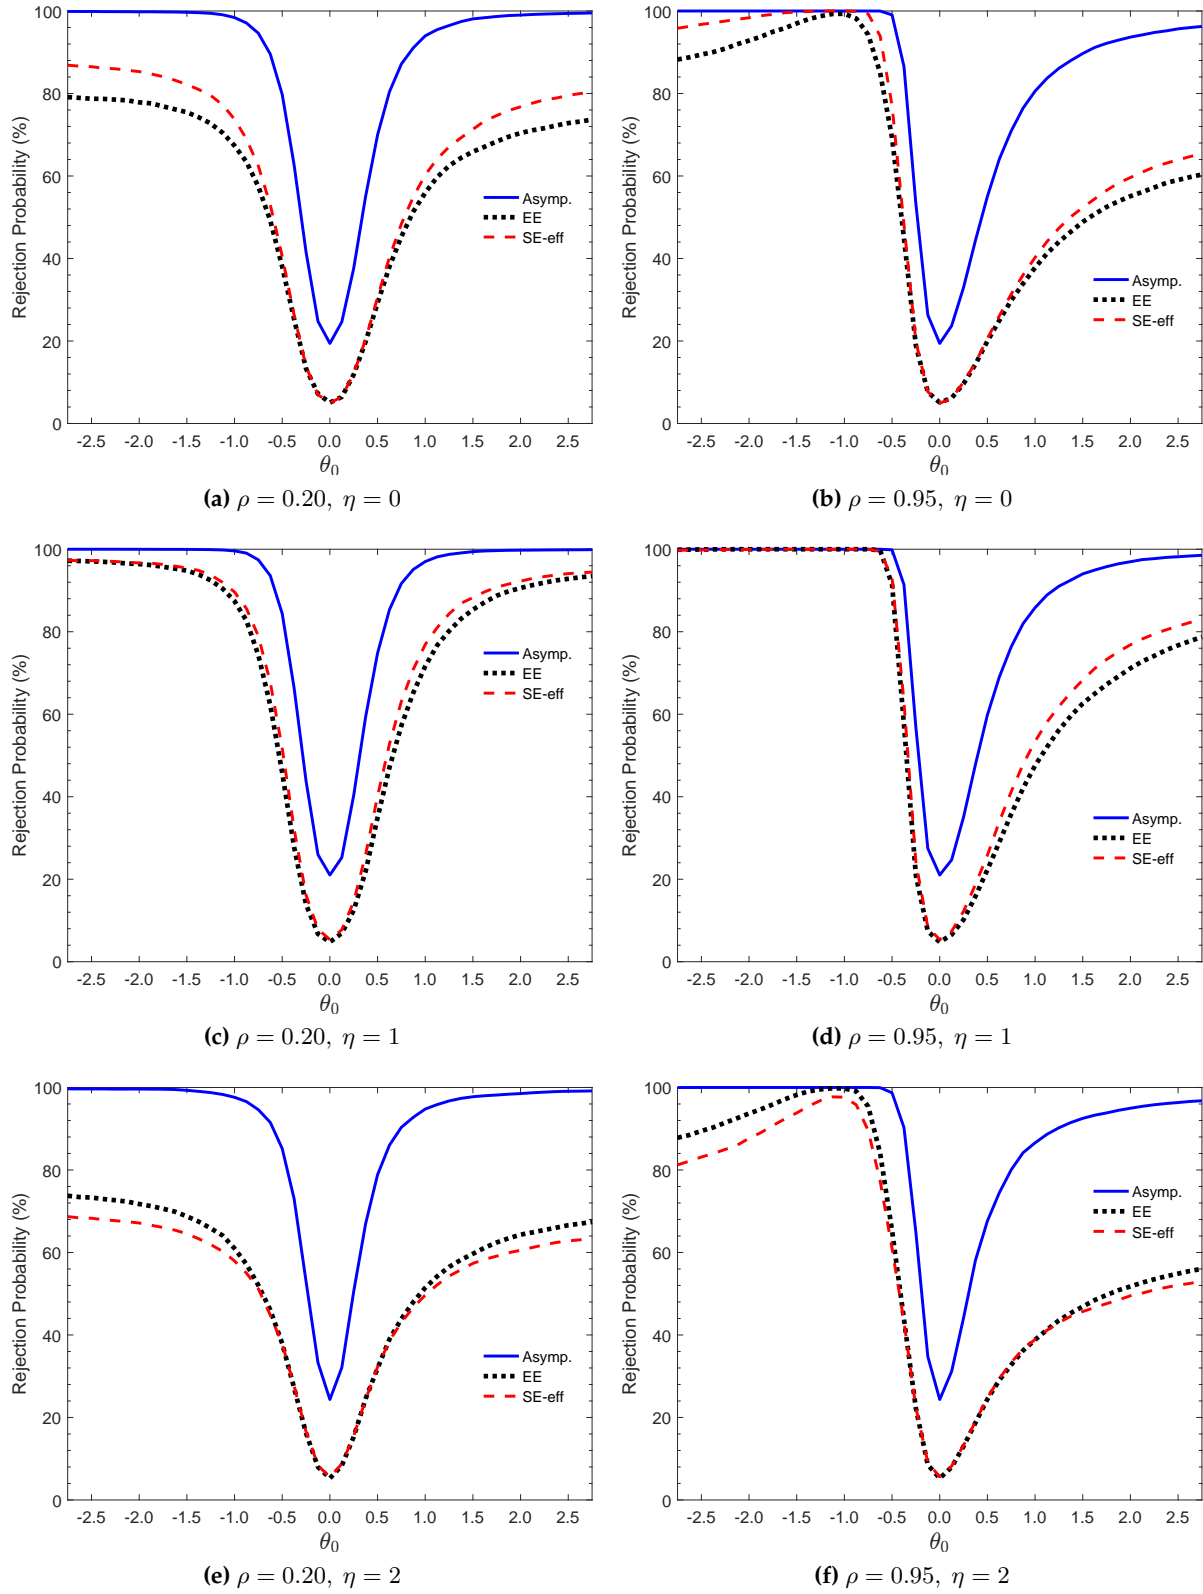 100
80
60
40
20
0
Rejection Probability (%)
Asymp.
EE
SE-eff
-2.5 -2.0 -1.5 -1.0 -0.5 0.0 0.5 1.0 1.5 2.0 2.5
θ0
(a) ρ = 0.20, η = 0
100
80
60
40
20
0
Rejection Probability (%)
Asymp.
EE
SE-eff
-2.5 -2.0 -1.5 -1.0 -0.5 0.0 0.5 1.0 1.5 2.0 2.5
θ0
(b) ρ = 0.95, η = 0
100
80
60
40
20
0
Rejection Probability (%)
Asymp.
EE
SE-eff
-2.5 -2.0 -1.5 -1.0 -0.5 0.0 0.5 1.0 1.5 2.0 2.5
θ0
(c) ρ = 0.20, η = 1
100
80
60
40
20
0
Rejection Probability (%)
Asymp.
EE
SE-eff
-2.5 -2.0 -1.5 -1.0 -0.5 0.0 0.5 1.0 1.5 2.0 2.5
θ0
(d) ρ = 0.95, η = 1
100
80
60
40
20
0
Rejection Probability (%)
Asymp.
EE
SE-eff
-2.5 -2.0 -1.5 -1.0 -0.5 0.0 0.5 1.0 1.5 2.0 2.5
θ0
(e) ρ = 0.20, η = 2
100
80
60
40
20
0
Rejection Probability (%)
Asymp.
EE
SE-eff
-2.5 -2.0 -1.5 -1.0 -0.5 0.0 0.5 1.0 1.5 2.0 2.5
θ0
(f) ρ = 0.95, η = 2